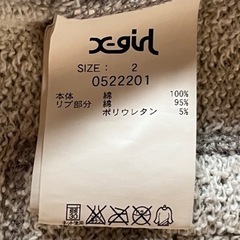 X-girl
SIZE: 2
0522201
本体 綿 100%
リブ部分 綿 95%
ポリウレタン 5%